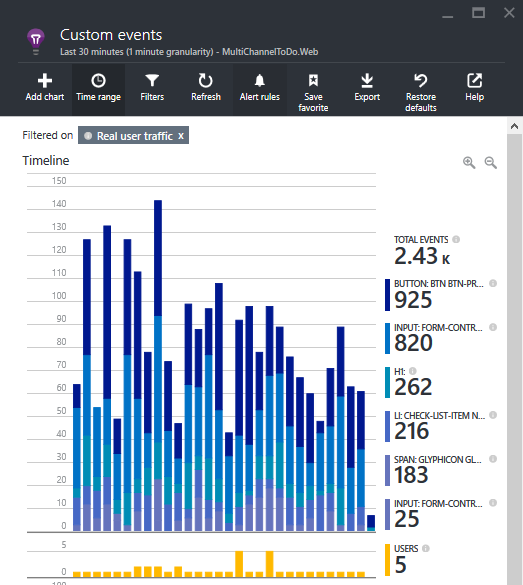 Custom events
Last 30 minutes (1 minute granularity) - MultiChannelToDo.Web
Add chart
Time range
Filters
Refresh
Alert rules
Save favorite
Export
Restore defaults
Help
Filtered on
Real user traffic x
Timeline
150
140
130
120
110
100
90
80
70
60
50
40
30
20
10
0
5
0
100
TOTAL EVENTS
2.43 K
BUTTON: BTN BTN-PR...
925
INPUT: FORM-CONTR...
820
H1:
262
LI: CHECK-LIST-ITEM N...
216
SPAN: GLYPHICON GL...
183
INPUT: FORM-CONTR...
25
USERS
5